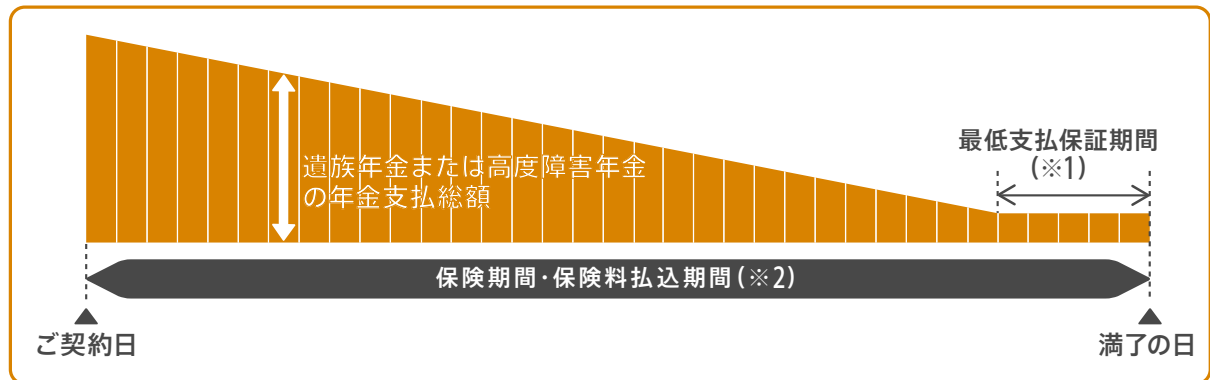 最低支払保証期間
(※1)
遺族年金または高度障害年金
の年金支払総額
保険期間・保険料払込期間(※2)
ご契約日
満了の日